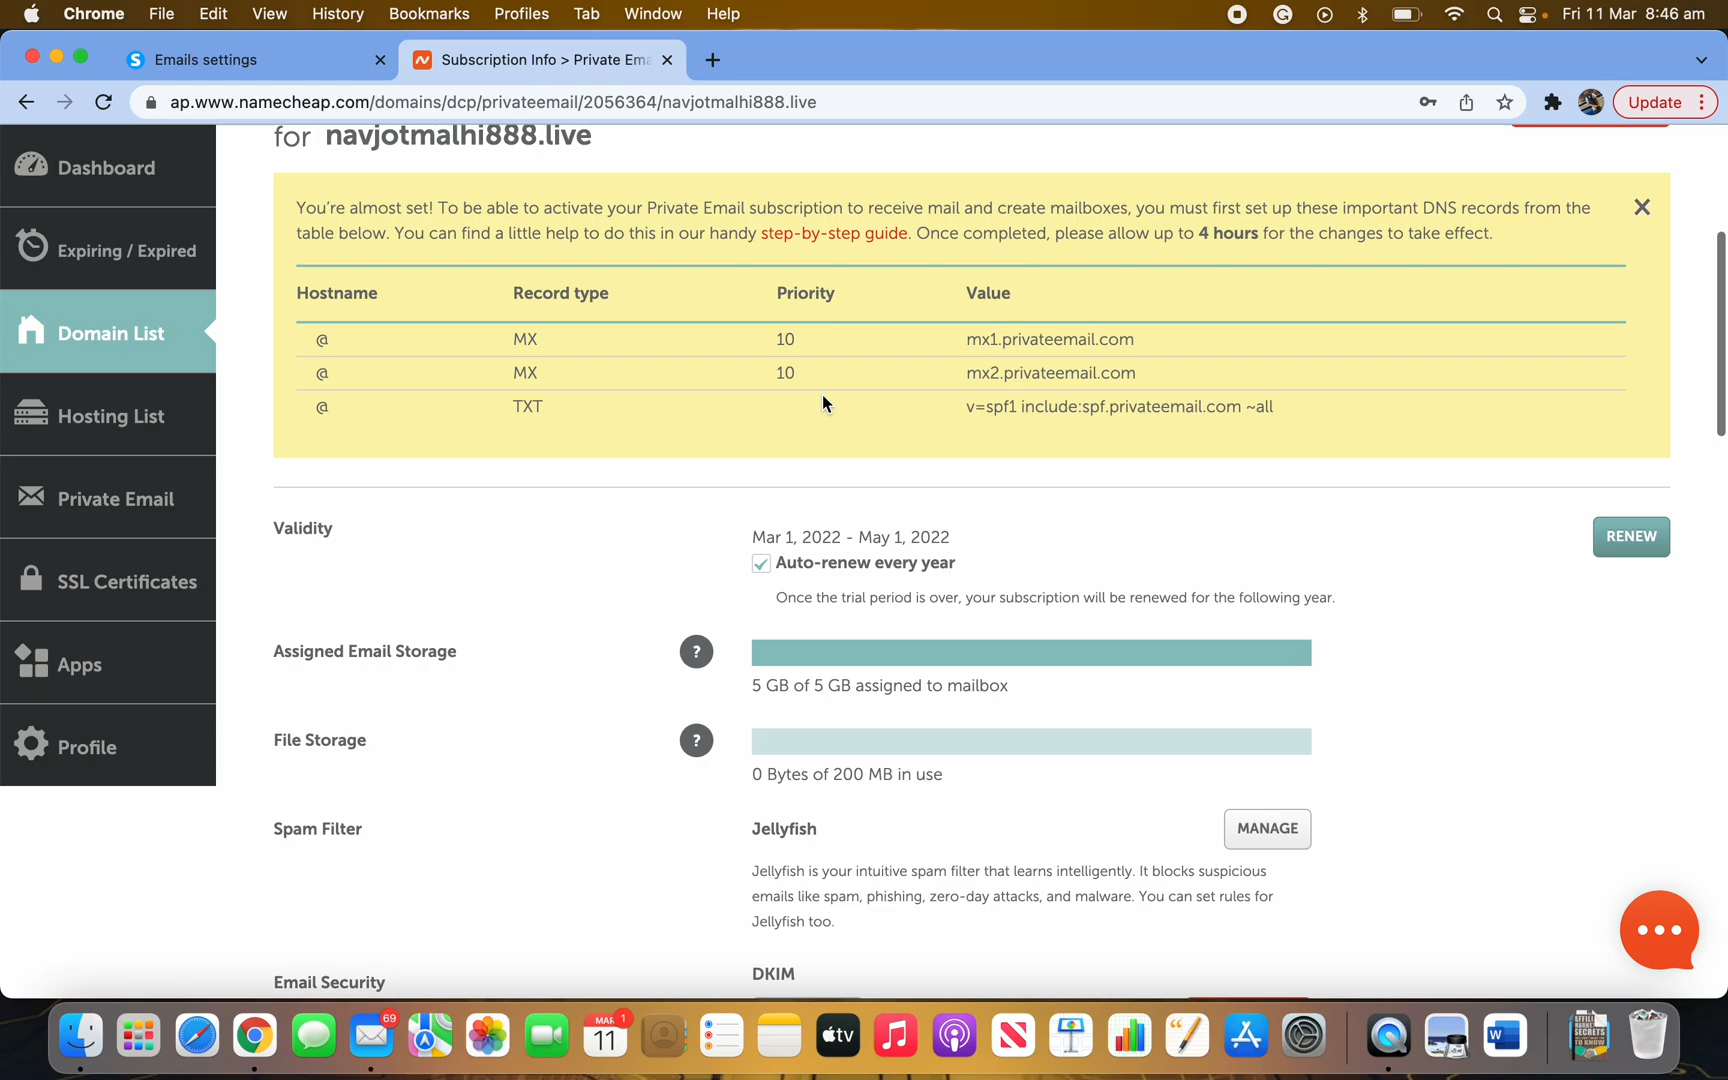 Chrome File Edit View History Bookmarks Profiles Tab Window Help Fri 11 Mar 8:46 am
Emails settings
Subscription Info > Private Ema
ap.www.namecheap.com/domains/dcp/privateemail/2056364/navjotmalhi888.live
Update
for navjotmalhi888.live
Dashboard
Expiring / Expired
Domain List
Hosting List
Private Email
SSL Certificates
Apps
Profile
You're almost set! To be able to activate your Private Email subscription to receive mail and create mailboxes, you must first set up these important DNS records from the
table below. You can find a little help to do this in our handy step-by-step guide. Once completed, please allow up to 4 hours for the changes to take effect.
Hostname Record type Priority Value
@ MX 10 mx1.privateemail.com
@ MX 10 mx2.privateemail.com
@ TXT v=spf1 include:spf.privateemail.com ~all
Validity
Mar 1, 2022 - May 1, 2022
RENEW
Auto-renew every year
Once the trial period is over, your subscription will be renewed for the following year.
Assigned Email Storage ?
5 GB of 5 GB assigned to mailbox
File Storage ?
0 Bytes of 200 MB in use
Spam Filter
Jellyfish
MANAGE
Jellyfish is your intuitive spam filter that learns intelligently. It blocks suspicious
emails like spam, phishing, zero-day attacks, and malware. You can set rules for
Jellyfish too.
Email Security
DKIM
69
MAR
11
1
tv
W
AFFILI
MARKET
SECRETS
TO KNOW